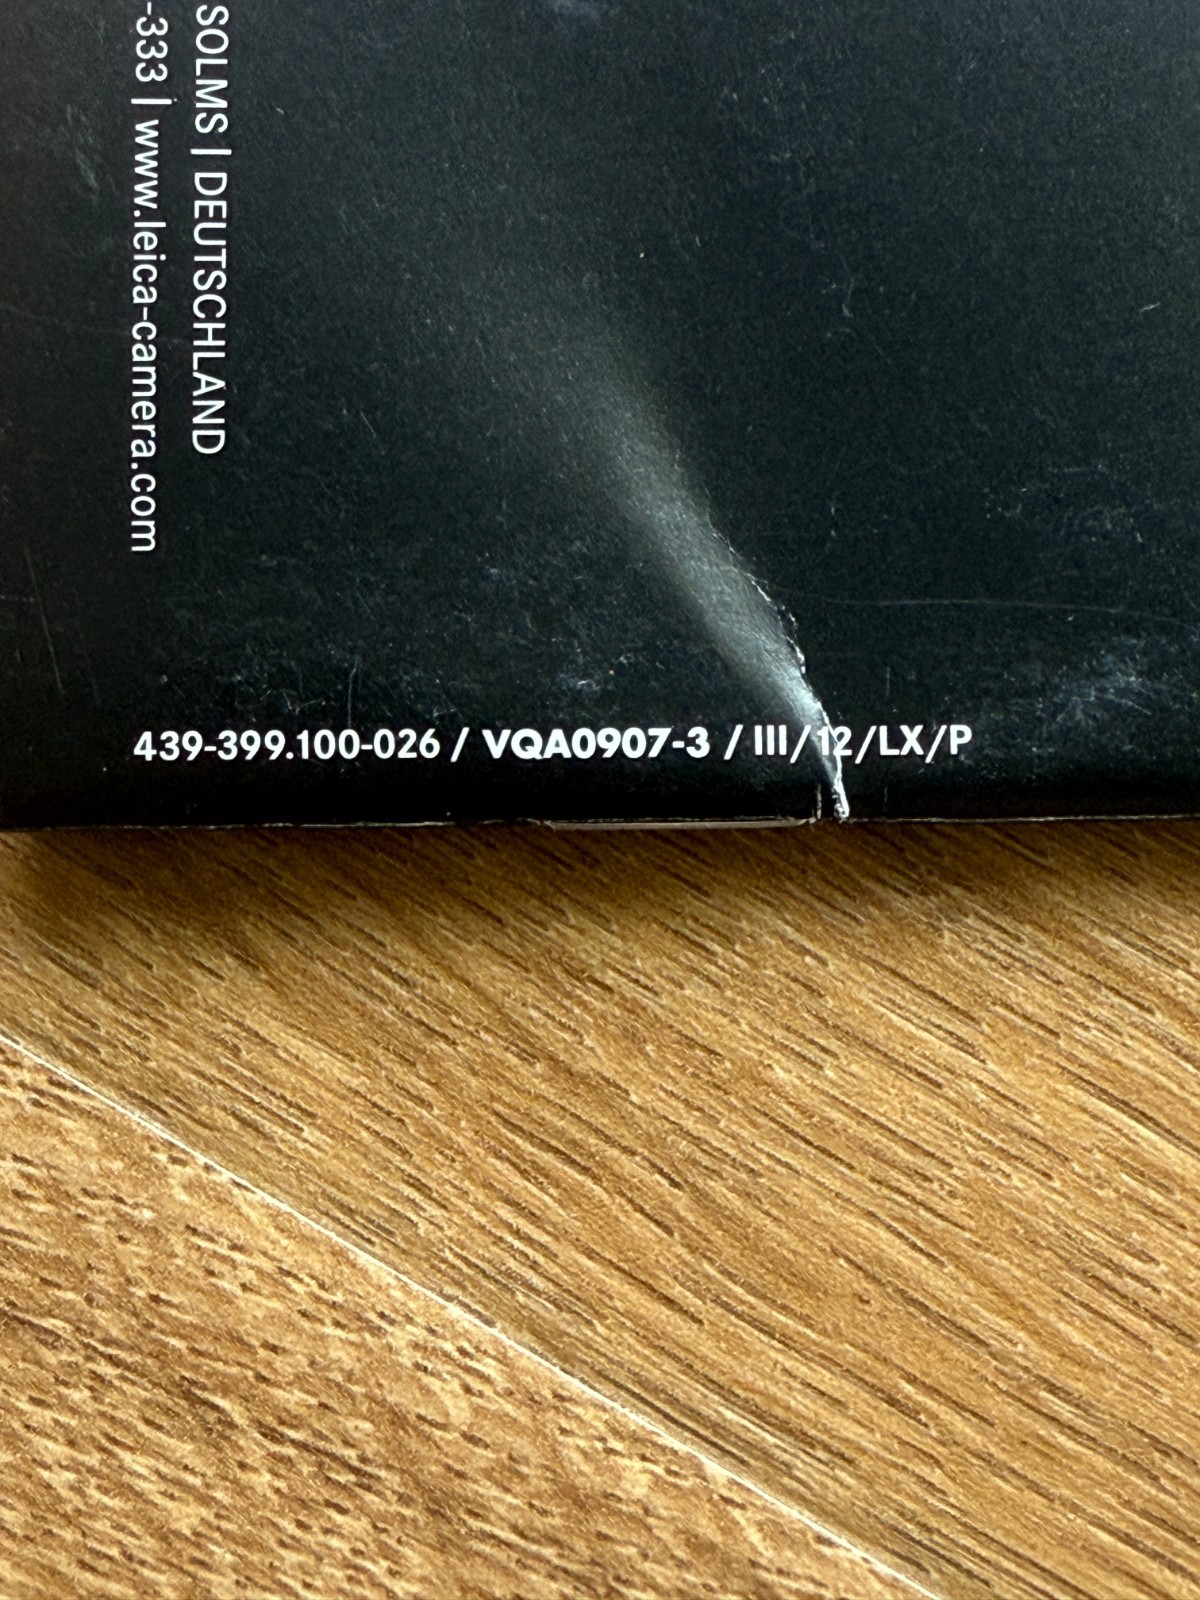 SOLMS | DEUTSCHLAND
-333 | www.leica-camera.com
439-399.100-026 / VQA0907-3 / III/12/LX/P